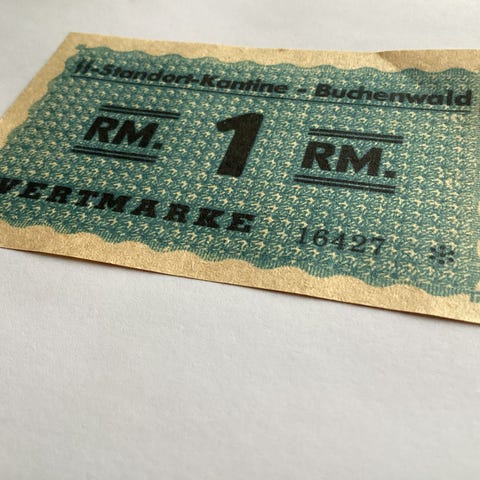 ᛋᛋ-Standort-Kantine - Buchenwald
RM. 1 RM.
WERTMARKE 16427 ※